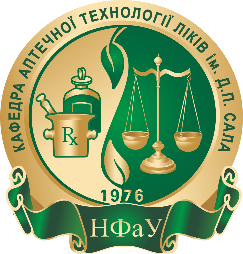 КАФЕДРА АПТЕЧНОЇ ТЕХНОЛОГІЇ ЛІКІВ ім. Д.П. САЛА
Rx
1976
НФаУ